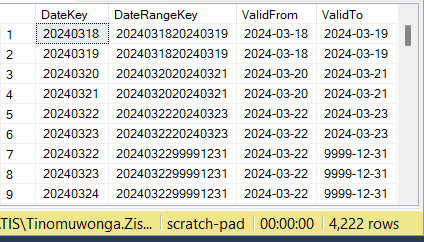 DateKey DateRangeKey ValidFrom ValidTo
1 20240318 2024031820240319 2024-03-18 2024-03-19
2 20240319 2024031820240319 2024-03-18 2024-03-19
3 20240320 2024032020240321 2024-03-20 2024-03-21
4 20240321 2024032020240321 2024-03-20 2024-03-21
5 20240322 2024032220240323 2024-03-22 2024-03-23
6 20240323 2024032220240323 2024-03-22 2024-03-23
7 20240322 2024032299991231 2024-03-22 9999-12-31
8 20240323 2024032299991231 2024-03-22 9999-12-31
9 20240324 2024032299991231 2024-03-22 9999-12-31
TIS\Tinomuwonga.Zis... scratch-pad 00:00:00 4,222 rows